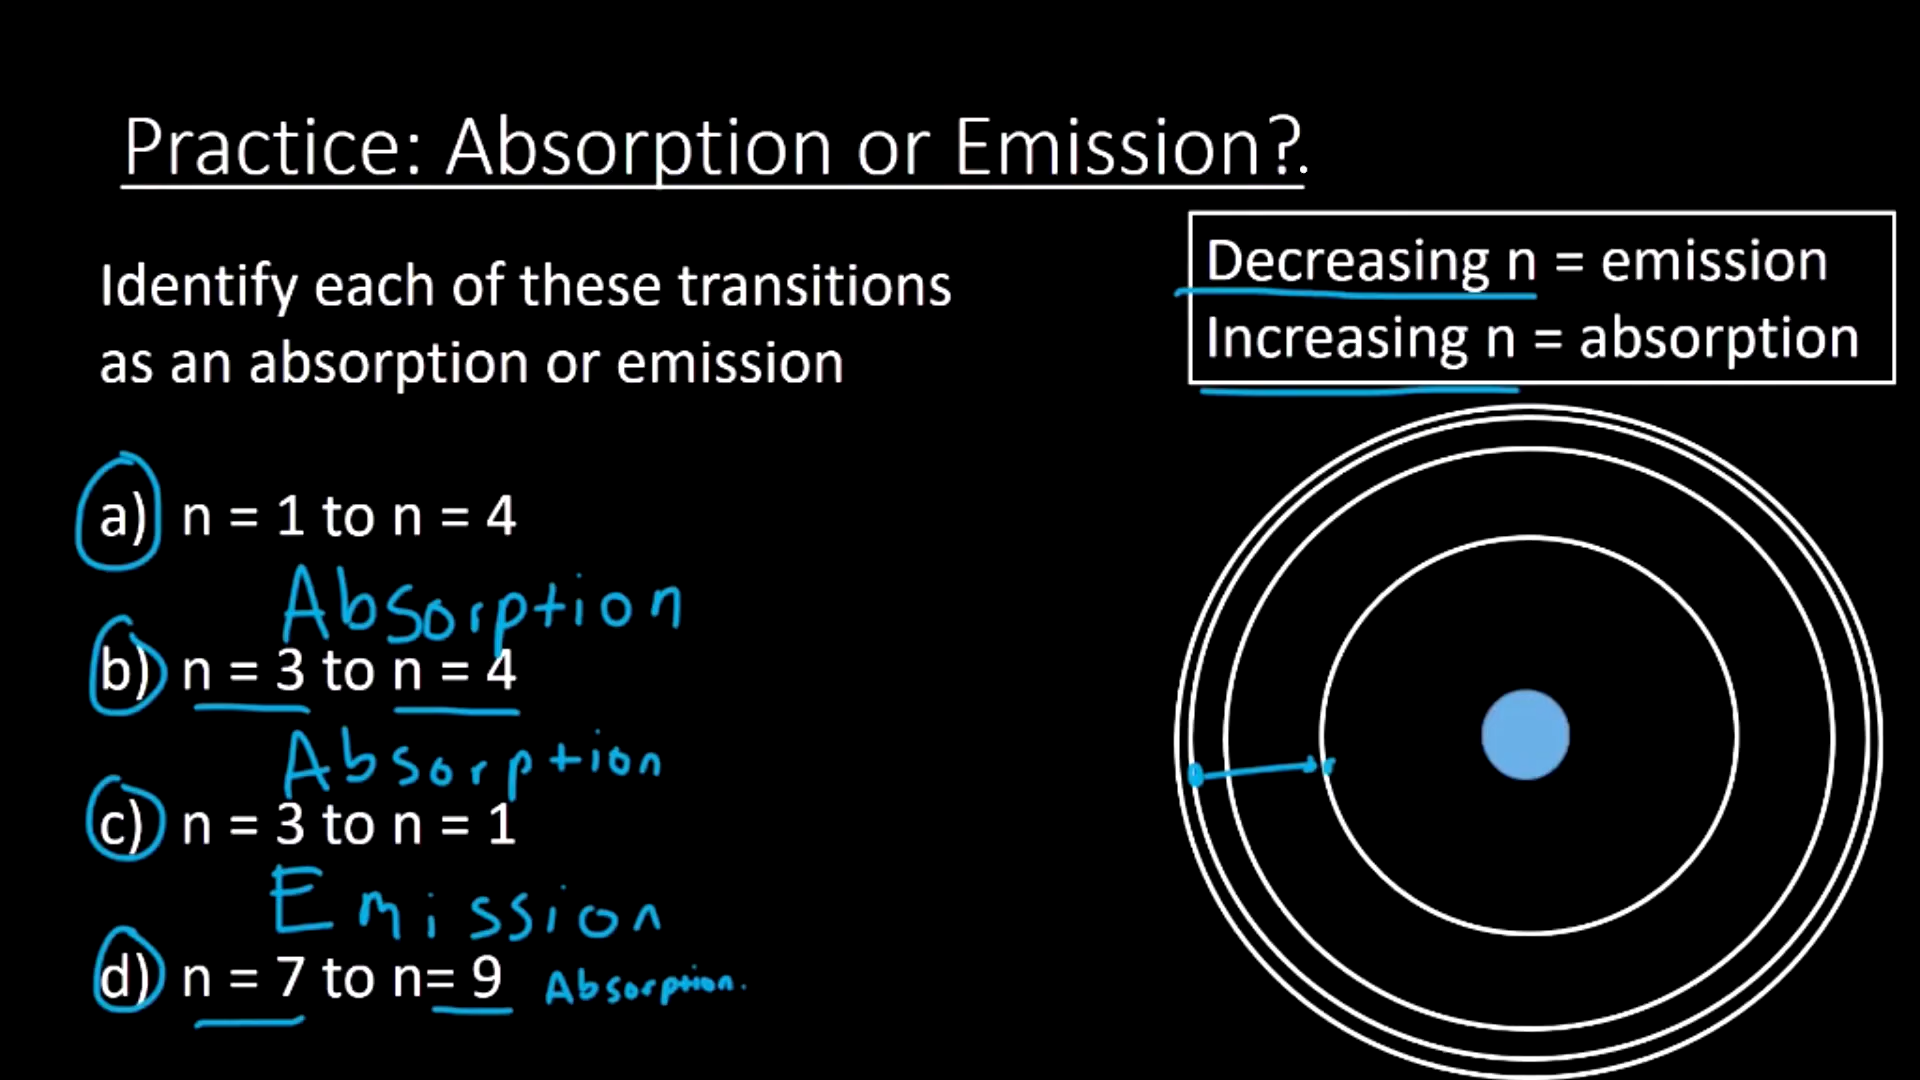 Practice: Absorption or Emission?.
Identify each of these transitions
as an absorption or emission
Decreasing n = emission
Increasing n = absorption
a) n = 1 to n = 4
Absorption
b) n = 3 to n = 4
Absorption
c) n = 3 to n = 1
Emission
d) n = 7 to n= 9 Absorption.